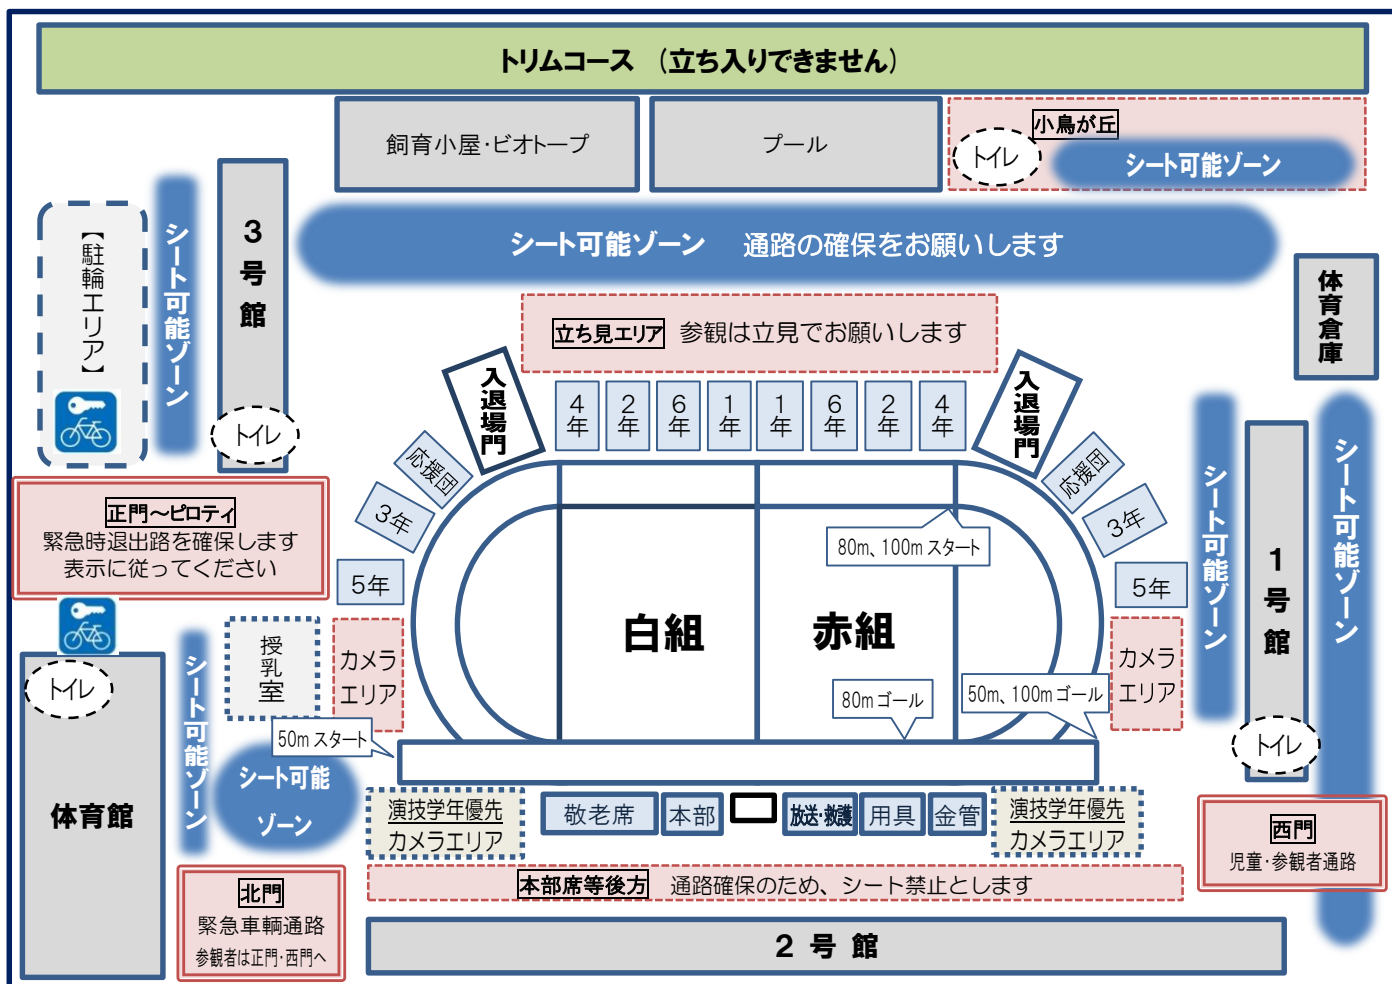 トリムコース (立ち入りできません)
飼育小屋・ビオトープ
プール
小鳥が丘
トイレ
シート可能ゾーン
シート可能ゾーン 通路の確保をお願いします
【駐輪エリア】
シート可能ゾーン
3号館
トイレ
体育倉庫
立ち見エリア 参観は立見でお願いします
入退場門
4年
2年
6年
1年
1年
6年
2年
4年
入退場門
応援団
3年
5年
応援団
3年
5年
正門~ピロティ
緊急時退出路を確保します
表示に従ってください
80m、100mスタート
白組
赤組
シート可能ゾーン
1号館
トイレ
シート可能ゾーン
授乳室
カメラ
エリア
カメラ
エリア
80mゴール
50m、100mゴール
50mスタート
トイレ
体育館
シート可能ゾーン
シート可能
ゾーン
演技学年優先
カメラエリア
敬老席
本部
放送・救護
用具
金管
演技学年優先
カメラエリア
西門
児童・参観者通路
本部席等後方 通路確保のため、シート禁止とします
北門
緊急車輌通路
参観者は正門・西門へ
2号館